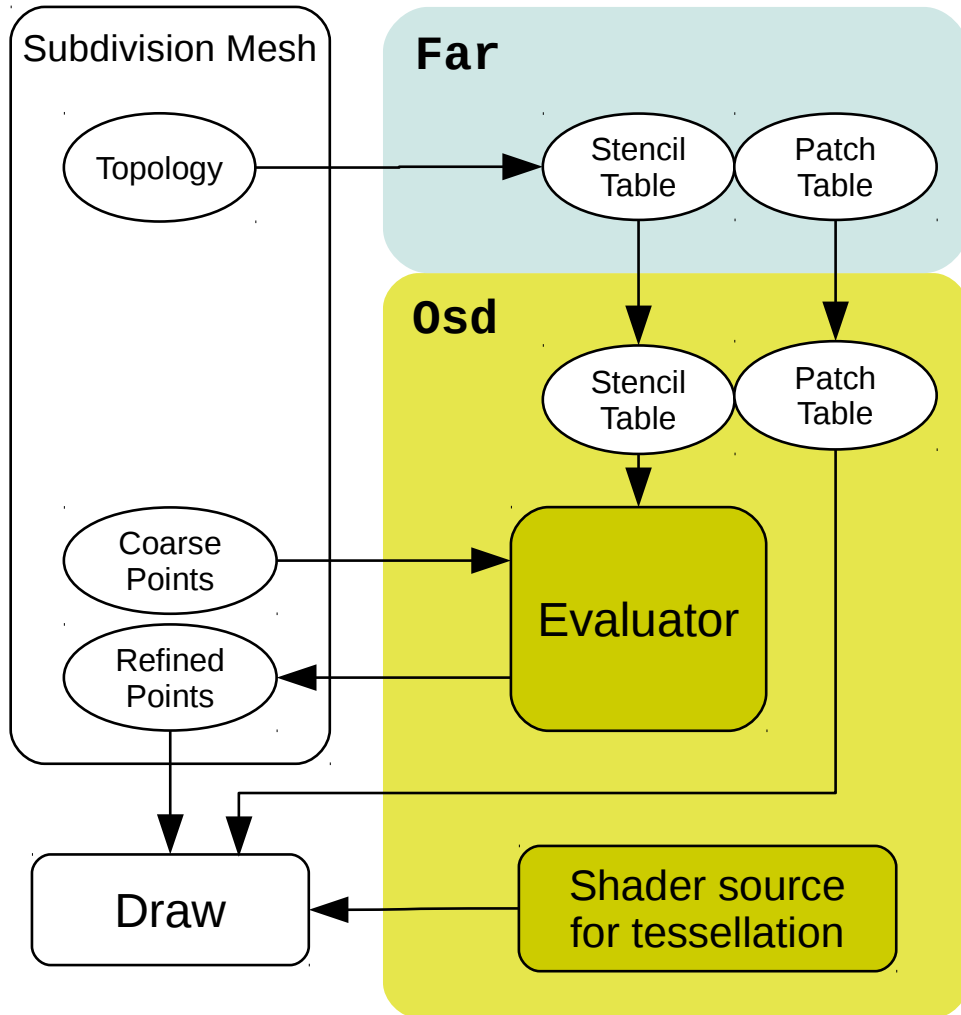 Subdivision Mesh
Far
Topology
Stencil
Table
Patch
Table
Osd
Stencil
Table
Patch
Table
Coarse
Points
Evaluator
Refined
Points
Draw
Shader source
for tessellation